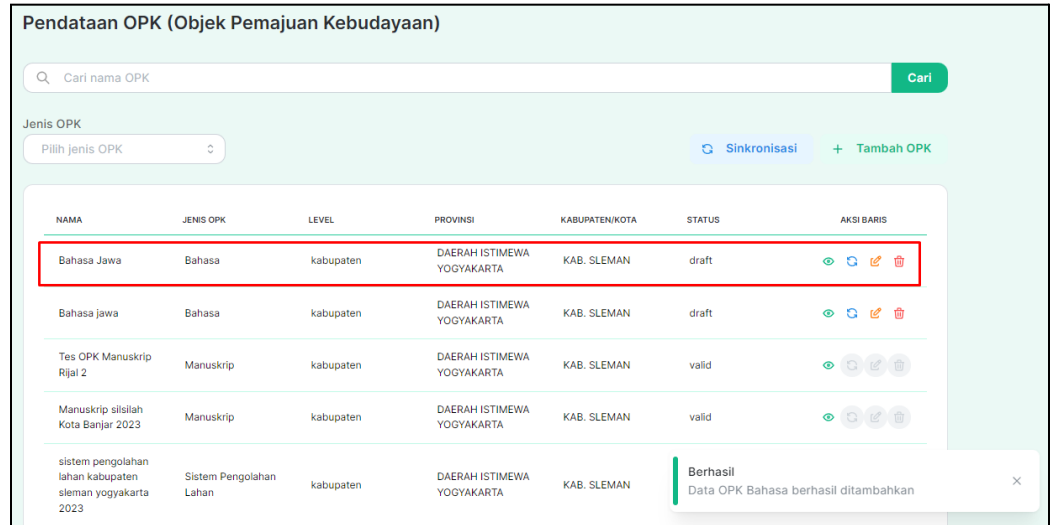 Pendataan OPK (Objek Pemajuan Kebudayaan)
Cari nama OPK
Cari
Jenis OPK
Pilih jenis OPK
Sinkronisasi
+ Tambah OPK
NAMA JENIS OPK LEVEL PROVINSI KABUPATEN/KOTA STATUS AKSI BARIS
Bahasa Jawa Bahasa kabupaten DAERAH ISTIMEWA YOGYAKARTA KAB. SLEMAN draft
Bahasa jawa Bahasa kabupaten DAERAH ISTIMEWA YOGYAKARTA KAB. SLEMAN draft
Tes OPK Manuskrip Rijal 2 Manuskrip kabupaten DAERAH ISTIMEWA YOGYAKARTA KAB. SLEMAN valid
Manuskrip silsilah Kota Banjar 2023 Manuskrip kabupaten DAERAH ISTIMEWA YOGYAKARTA KAB. SLEMAN valid
sistem pengolahan lahan kabupaten sleman yogyakarta 2023 Sistem Pengolahan Lahan kabupaten DAERAH ISTIMEWA YOGYAKARTA KAB. SLEMAN
Berhasil
Data OPK Bahasa berhasil ditambahkan